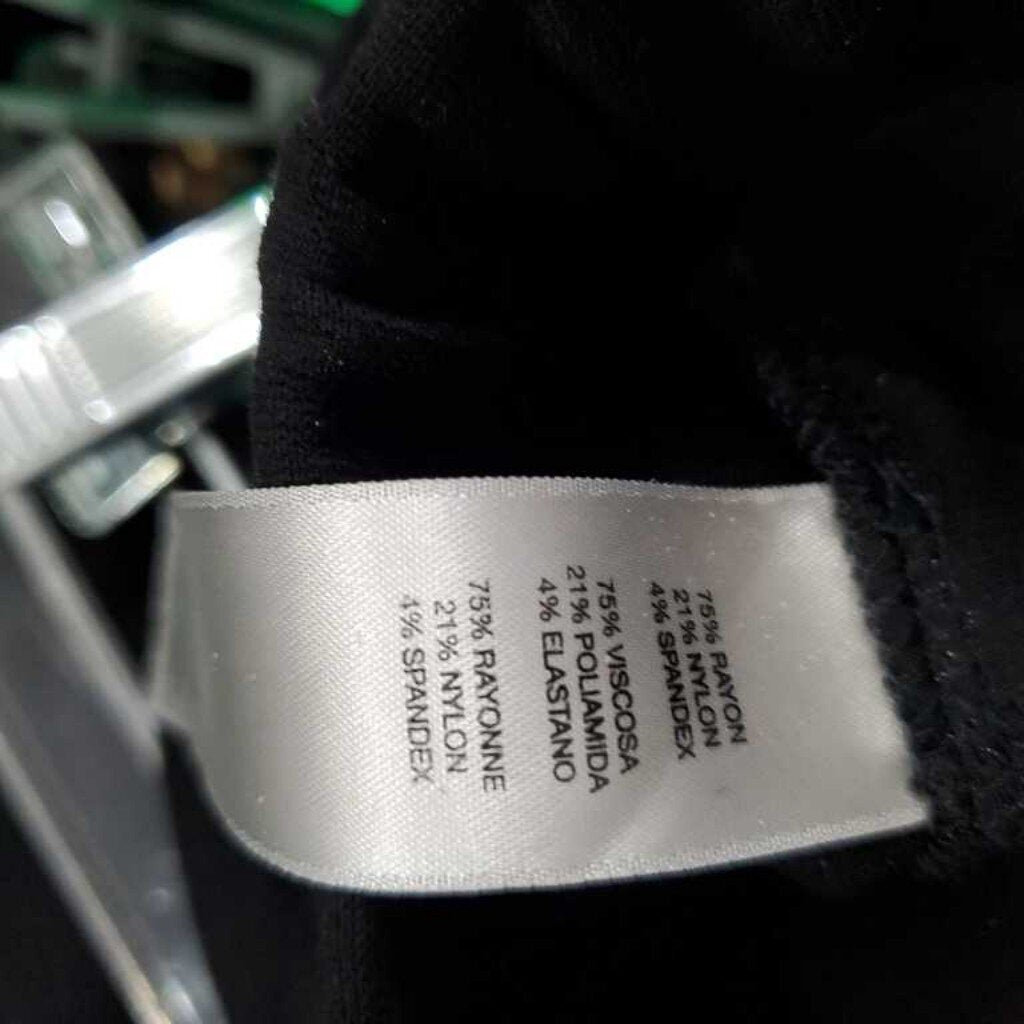 75% RAYON
21% NYLON
4% SPANDEX
75% VISCOSA
21% POLIAMIDA
4% ELASTANO
75% RAYONNE
21% NYLON
4% SPANDEX